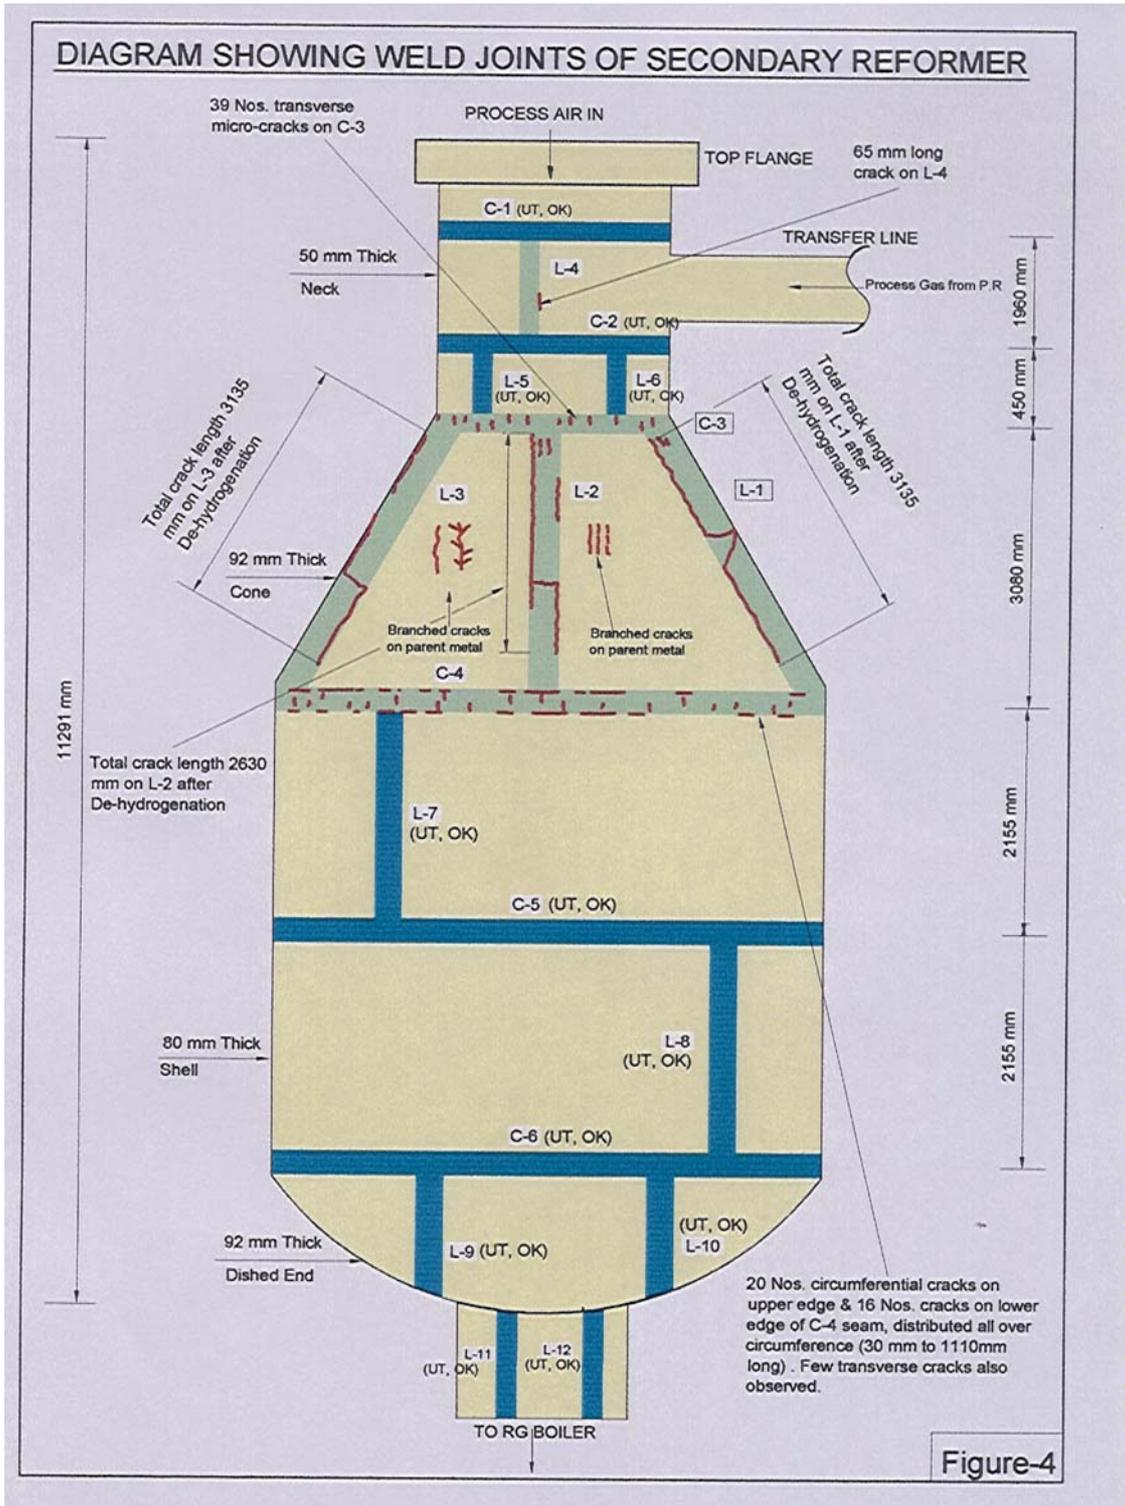 DIAGRAM SHOWING WELD JOINTS OF SECONDARY REFORMER
39 Nos. transverse
micro-cracks on C-3
PROCESS AIR IN
TOP FLANGE
65 mm long
crack on L-4
C-1 (UT, OK)
TRANSFER LINE
50 mm Thick
Neck
L-4
Process Gas from P.R
C-2 (UT, OK)
1960 mm
L-5
(UT, OK)
L-6
(UT, OK)
450 mm
C-3
Total crack length 3135
mm on L-3 after
De-hydrogenation
Total crack length 3135
mm on L-1 after
De-hydrogenation
L-3
L-2
L-1
92 mm Thick
Cone
3080 mm
Branched cracks
on parent metal
Branched cracks
on parent metal
C-4
11291 mm
Total crack length 2630
mm on L-2 after
De-hydrogenation
L-7
(UT, OK)
2155 mm
C-5 (UT, OK)
80 mm Thick
Shell
L-8
(UT, OK)
2155 mm
C-6 (UT, OK)
92 mm Thick
Dished End
L-9 (UT, OK)
(UT, OK)
L-10
20 Nos. circumferential cracks on
upper edge & 16 Nos. cracks on lower
edge of C-4 seam, distributed all over
circumference (30 mm to 1110mm
long) . Few transverse cracks also
observed.
L-11
(UT, OK)
L-12
(UT, OK)
TO RG BOILER
Figure-4